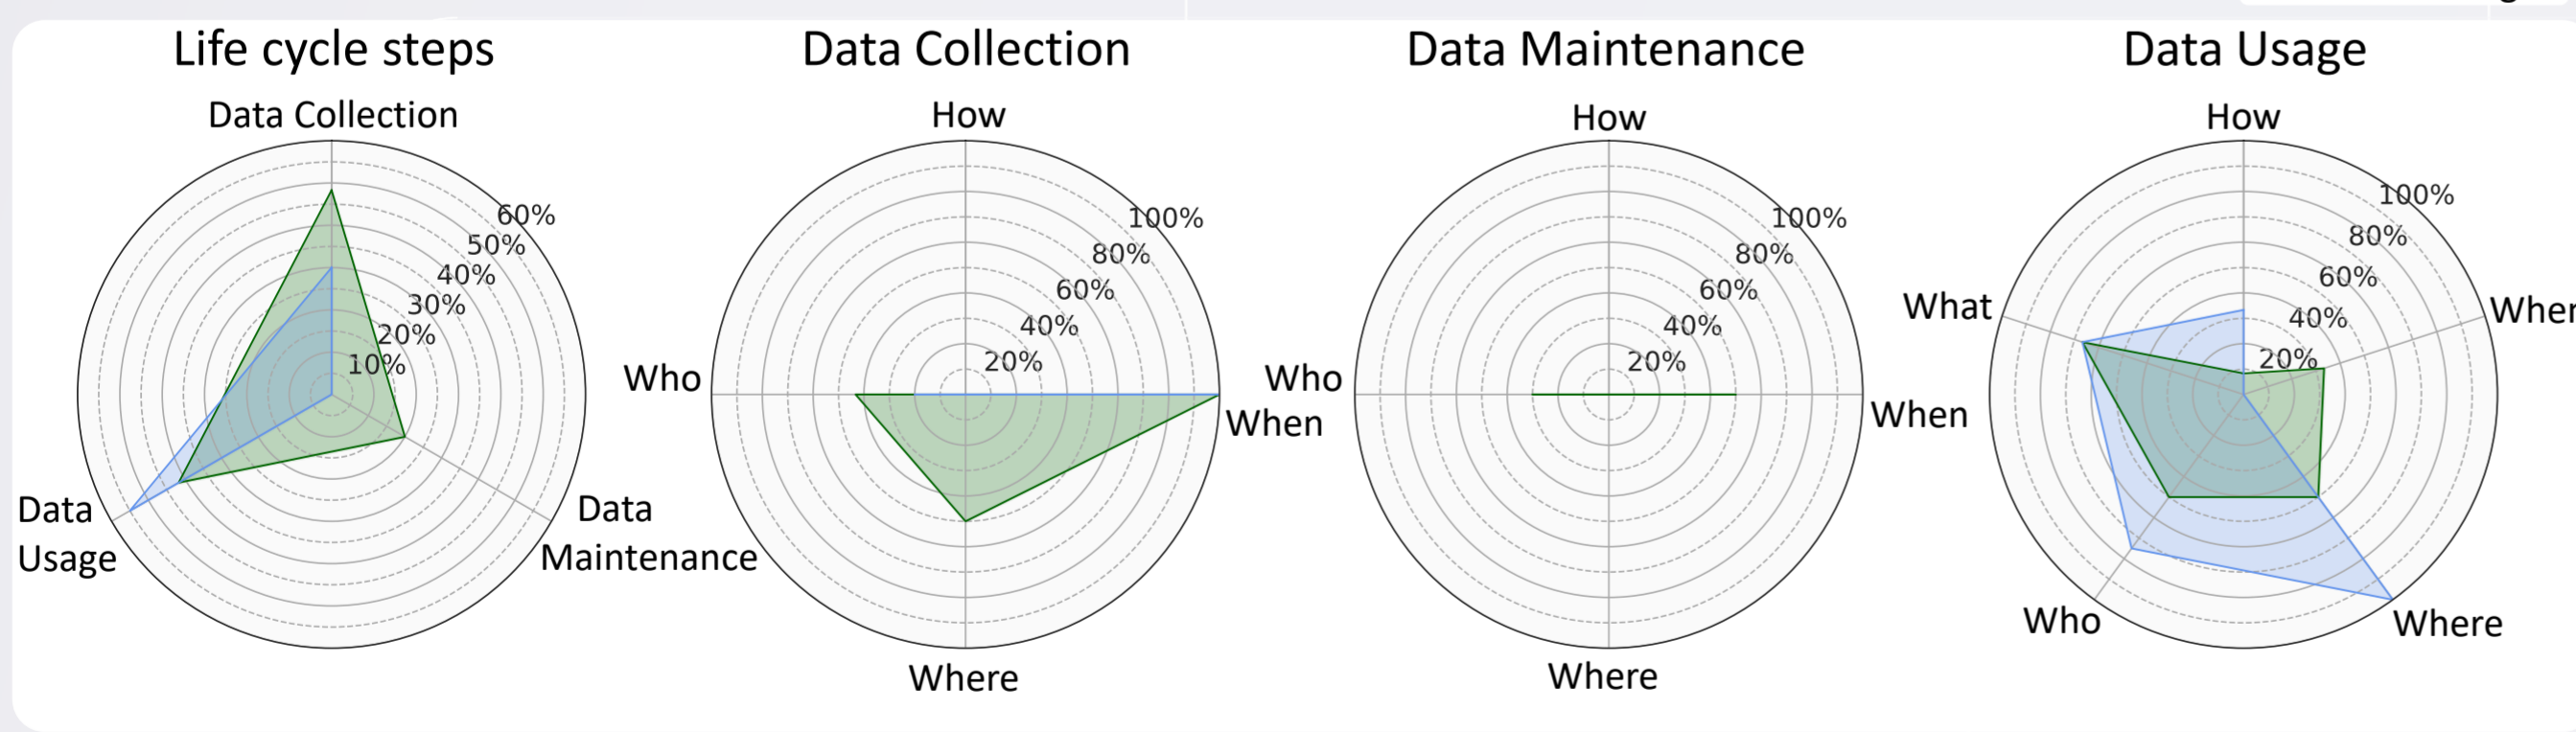 Life cycle steps
Data Collection
60%
50%
40%
30%
20%
10%
Data
Usage
Data
Maintenance
Data Collection
How
100%
80%
60%
40%
20%
Who
When
Where
Data Maintenance
How
100%
80%
60%
40%
20%
Who
When
Where
Data Usage
How
100%
80%
60%
40%
20%
What
Who
Where